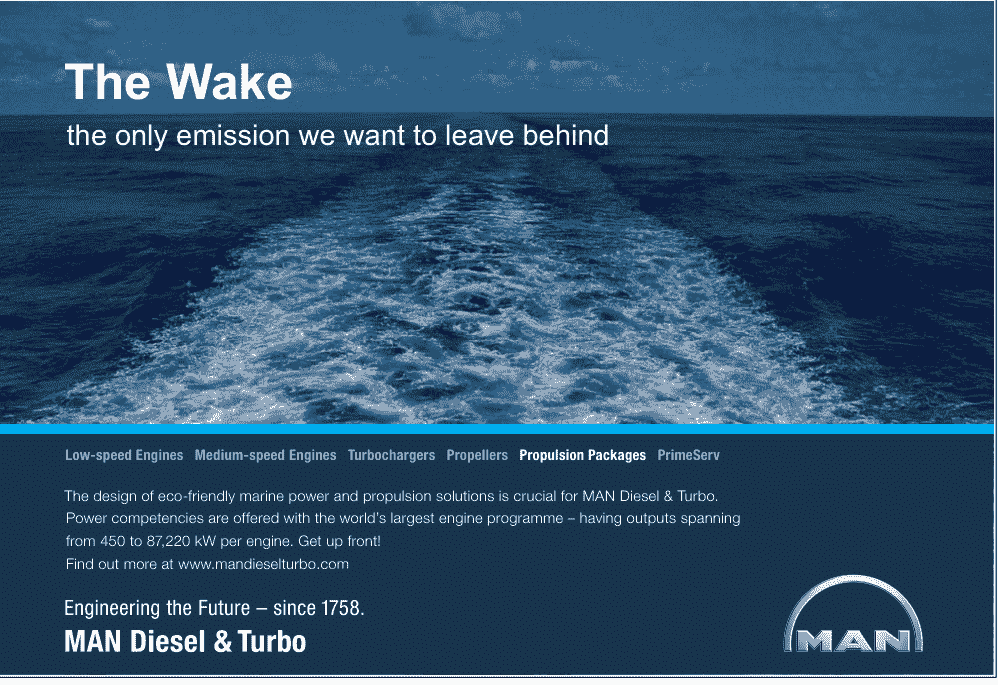 The Wake
the only emission we want to leave behind
Low-speed Engines Medium-speed Engines Turbochargers Propellers Propulsion Packages PrimeServ
The design of eco-friendly marine power and propulsion solutions is crucial for MAN Diesel & Turbo.
Power competencies are offered with the world's largest engine programme – having outputs spanning
from 450 to 87,220 kW per engine. Get up front!
Find out more at www.mandieselturbo.com
Engineering the Future – since 1758.
MAN Diesel & Turbo
MAN